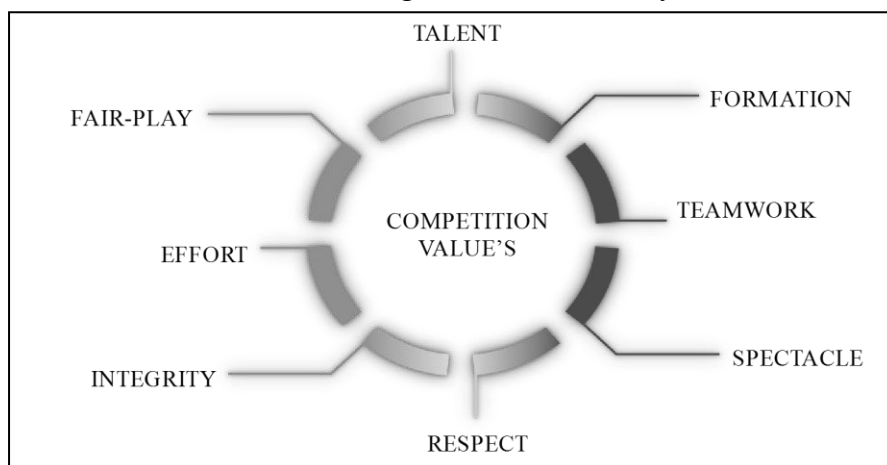 TALENT
FORMATION
FAIR-PLAY
TEAMWORK
COMPETITION
VALUE'S
EFFORT
SPECTACLE
INTEGRITY
RESPECT